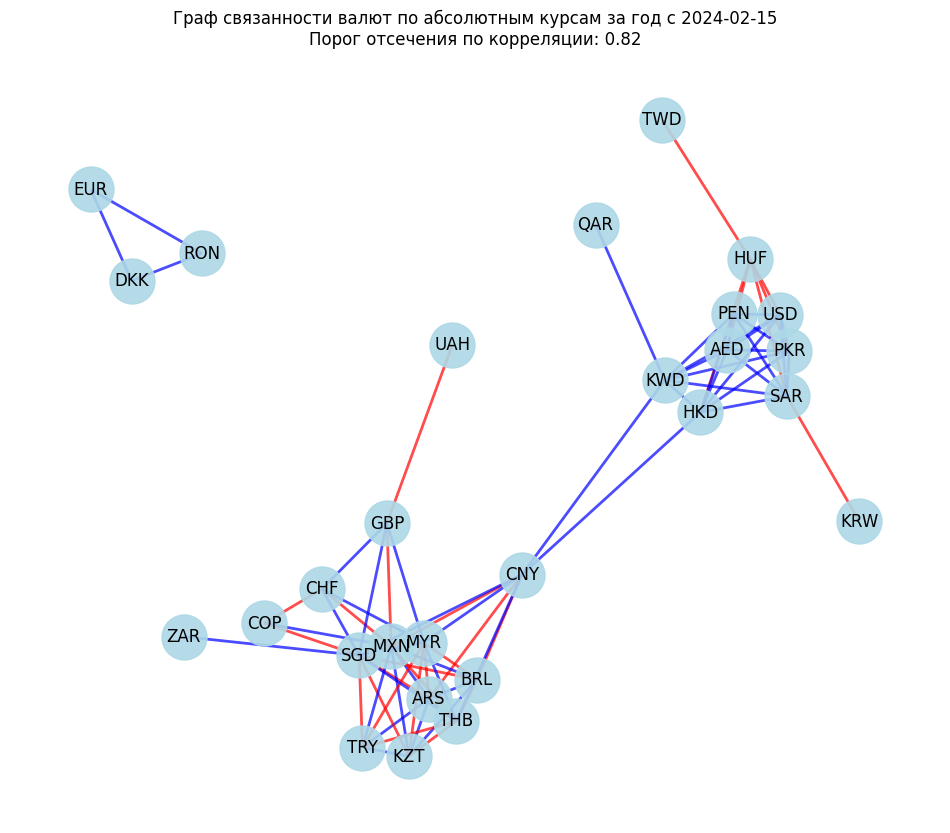 Граф связанности валют по абсолютным курсам за год с 2024-02-15
Порог отсечения по корреляции: 0.82
TWD
EUR
QAR
RON
HUF
DKK
PEN
USD
UAH
AED
PKR
KWD
SAR
HKD
GBP
KRW
CNY
CHF
COP
ZAR
MYR
MXN
SGD
BRL
ARS
THB
TRY
KZT